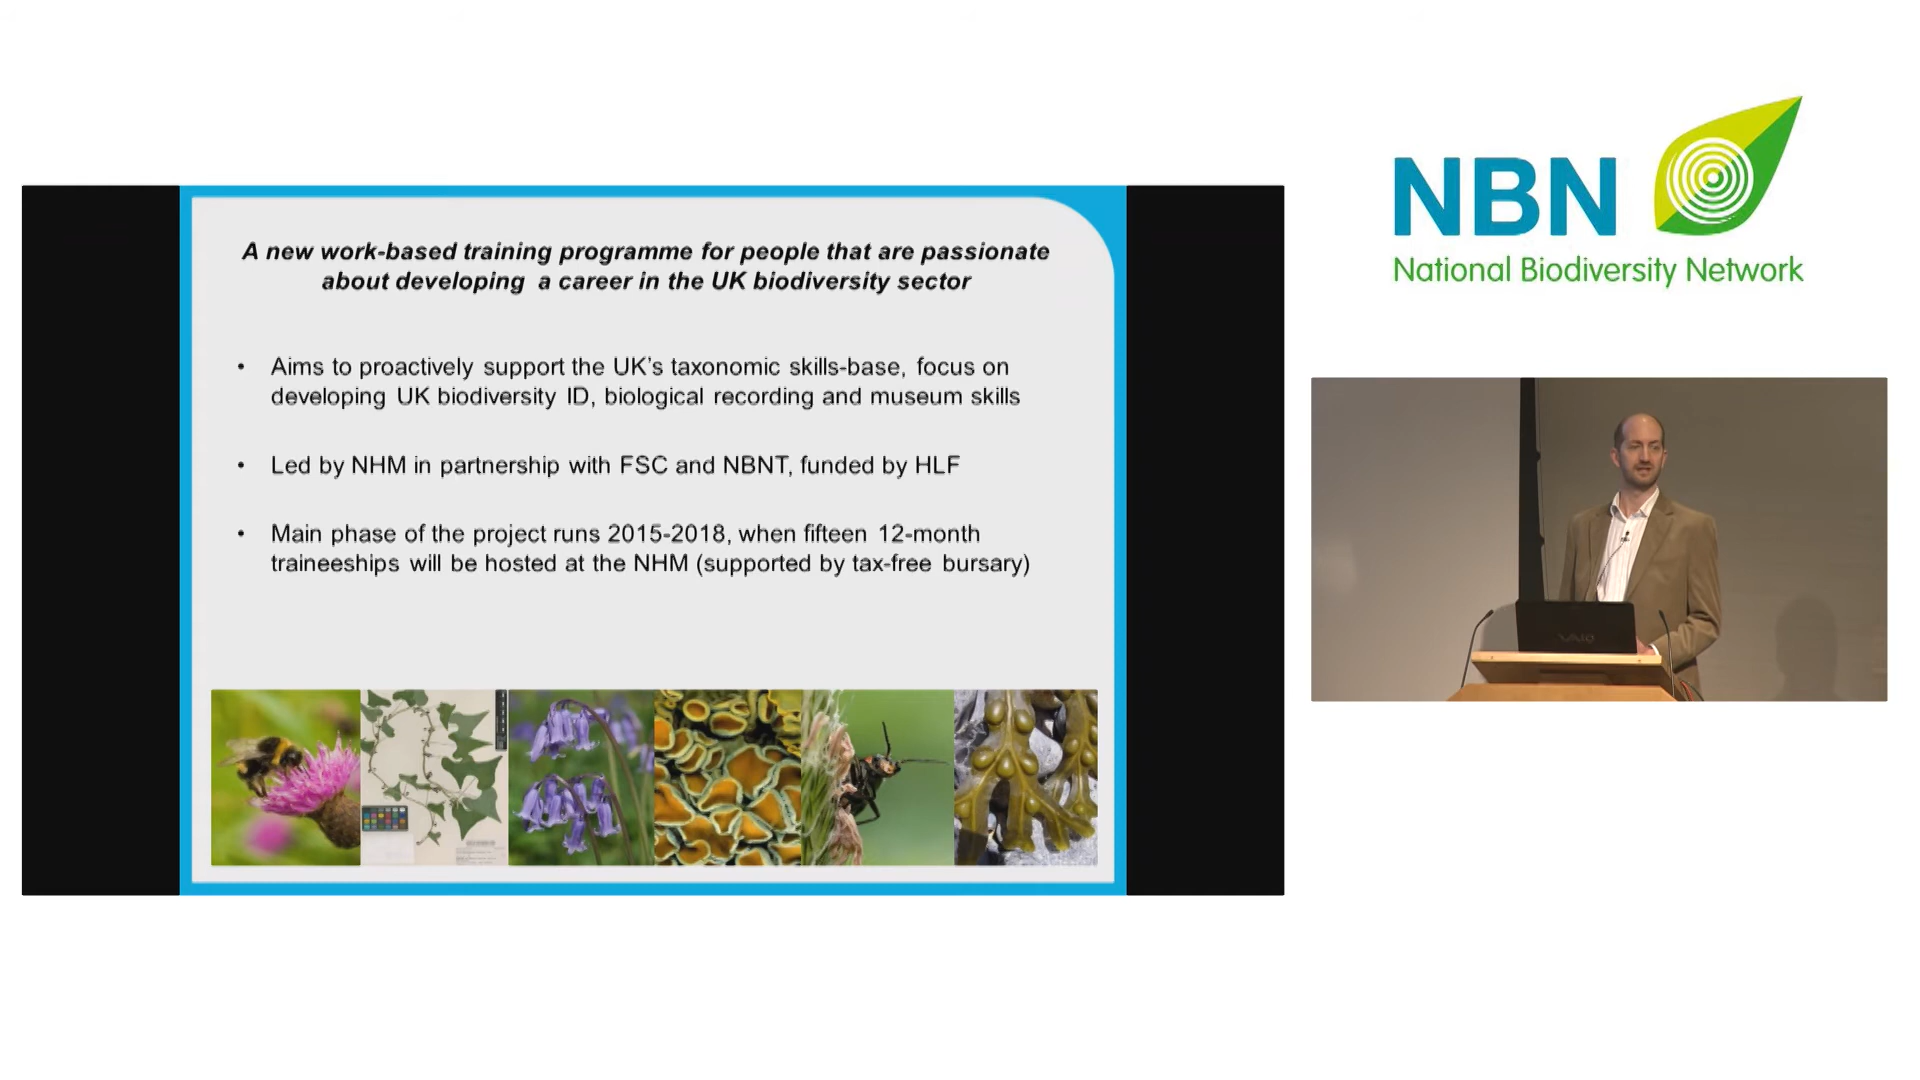 A new work-based training programme for people that are passionate
about developing a career in the UK biodiversity sector
• Aims to proactively support the UK's taxonomic skills-base, focus on
developing UK biodiversity ID, biological recording and museum skills
• Led by NHM in partnership with FSC and NBNT, funded by HLF
• Main phase of the project runs 2015-2018, when fifteen 12-month
traineeships will be hosted at the NHM (supported by tax-free bursary)
NBN
National Biodiversity Network
VAIO